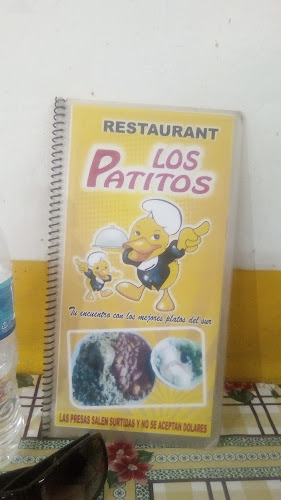 RESTAURANT
LOS
PATITOS
Tu encuentro con los mejores platos del sur
LAS PRESAS SALEN SURTIDAS Y NO SE ACEPTAN DOLARES